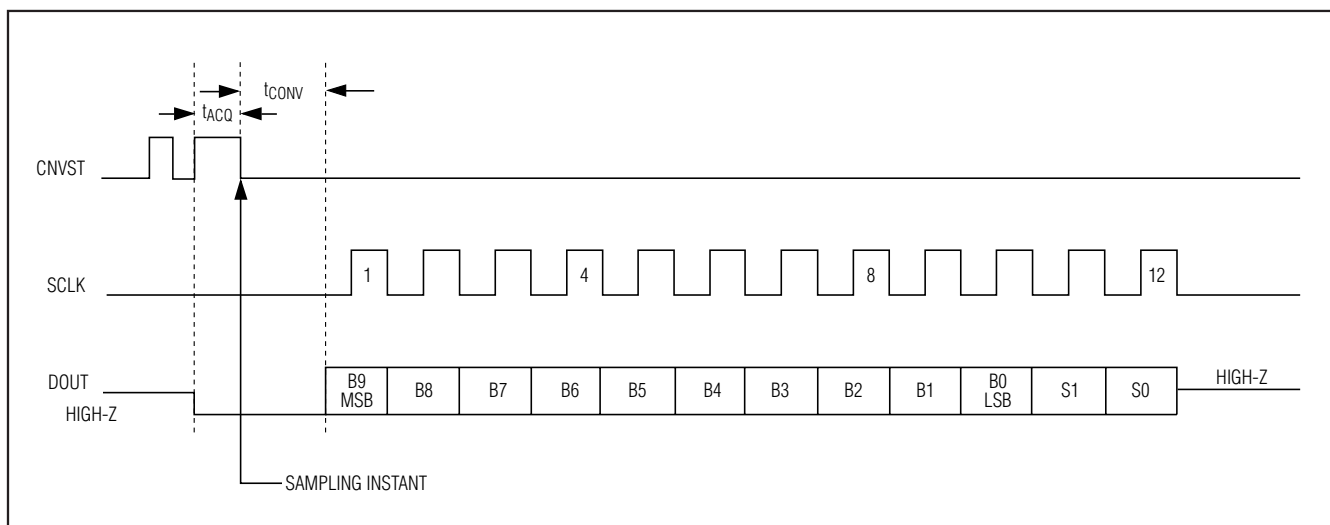 tCONV
tACQ
CNVST
SCLK
1
4
8
12
DOUT
HIGH-Z
B9
MSB
B8
B7
B6
B5
B4
B3
B2
B1
B0
LSB
S1
S0
HIGH-Z
SAMPLING INSTANT